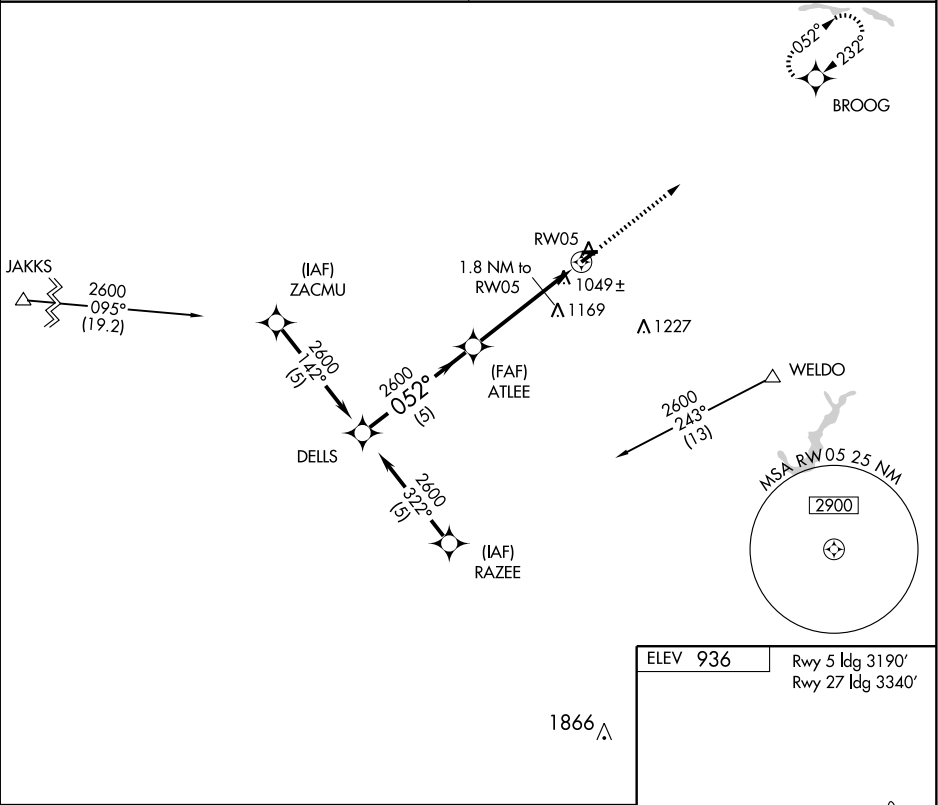 052°
232°
BROOG
RW05
1.8 NM to
RW05
1049 ±
1169
1227
JAKKS
2600
095°
(19.2)
(IAF)
ZACMU
2600
142°
(5)
2600
052°
(5)
(FAF)
ATLEE
WELDO
2600
243°
(13)
DELLS
2600
322°
(5)
(IAF)
RAZEE
MSA RW 05 25 NM
2900
ELEV 936
Rwy 5 ldg 3190'
Rwy 27 ldg 3340'
1866